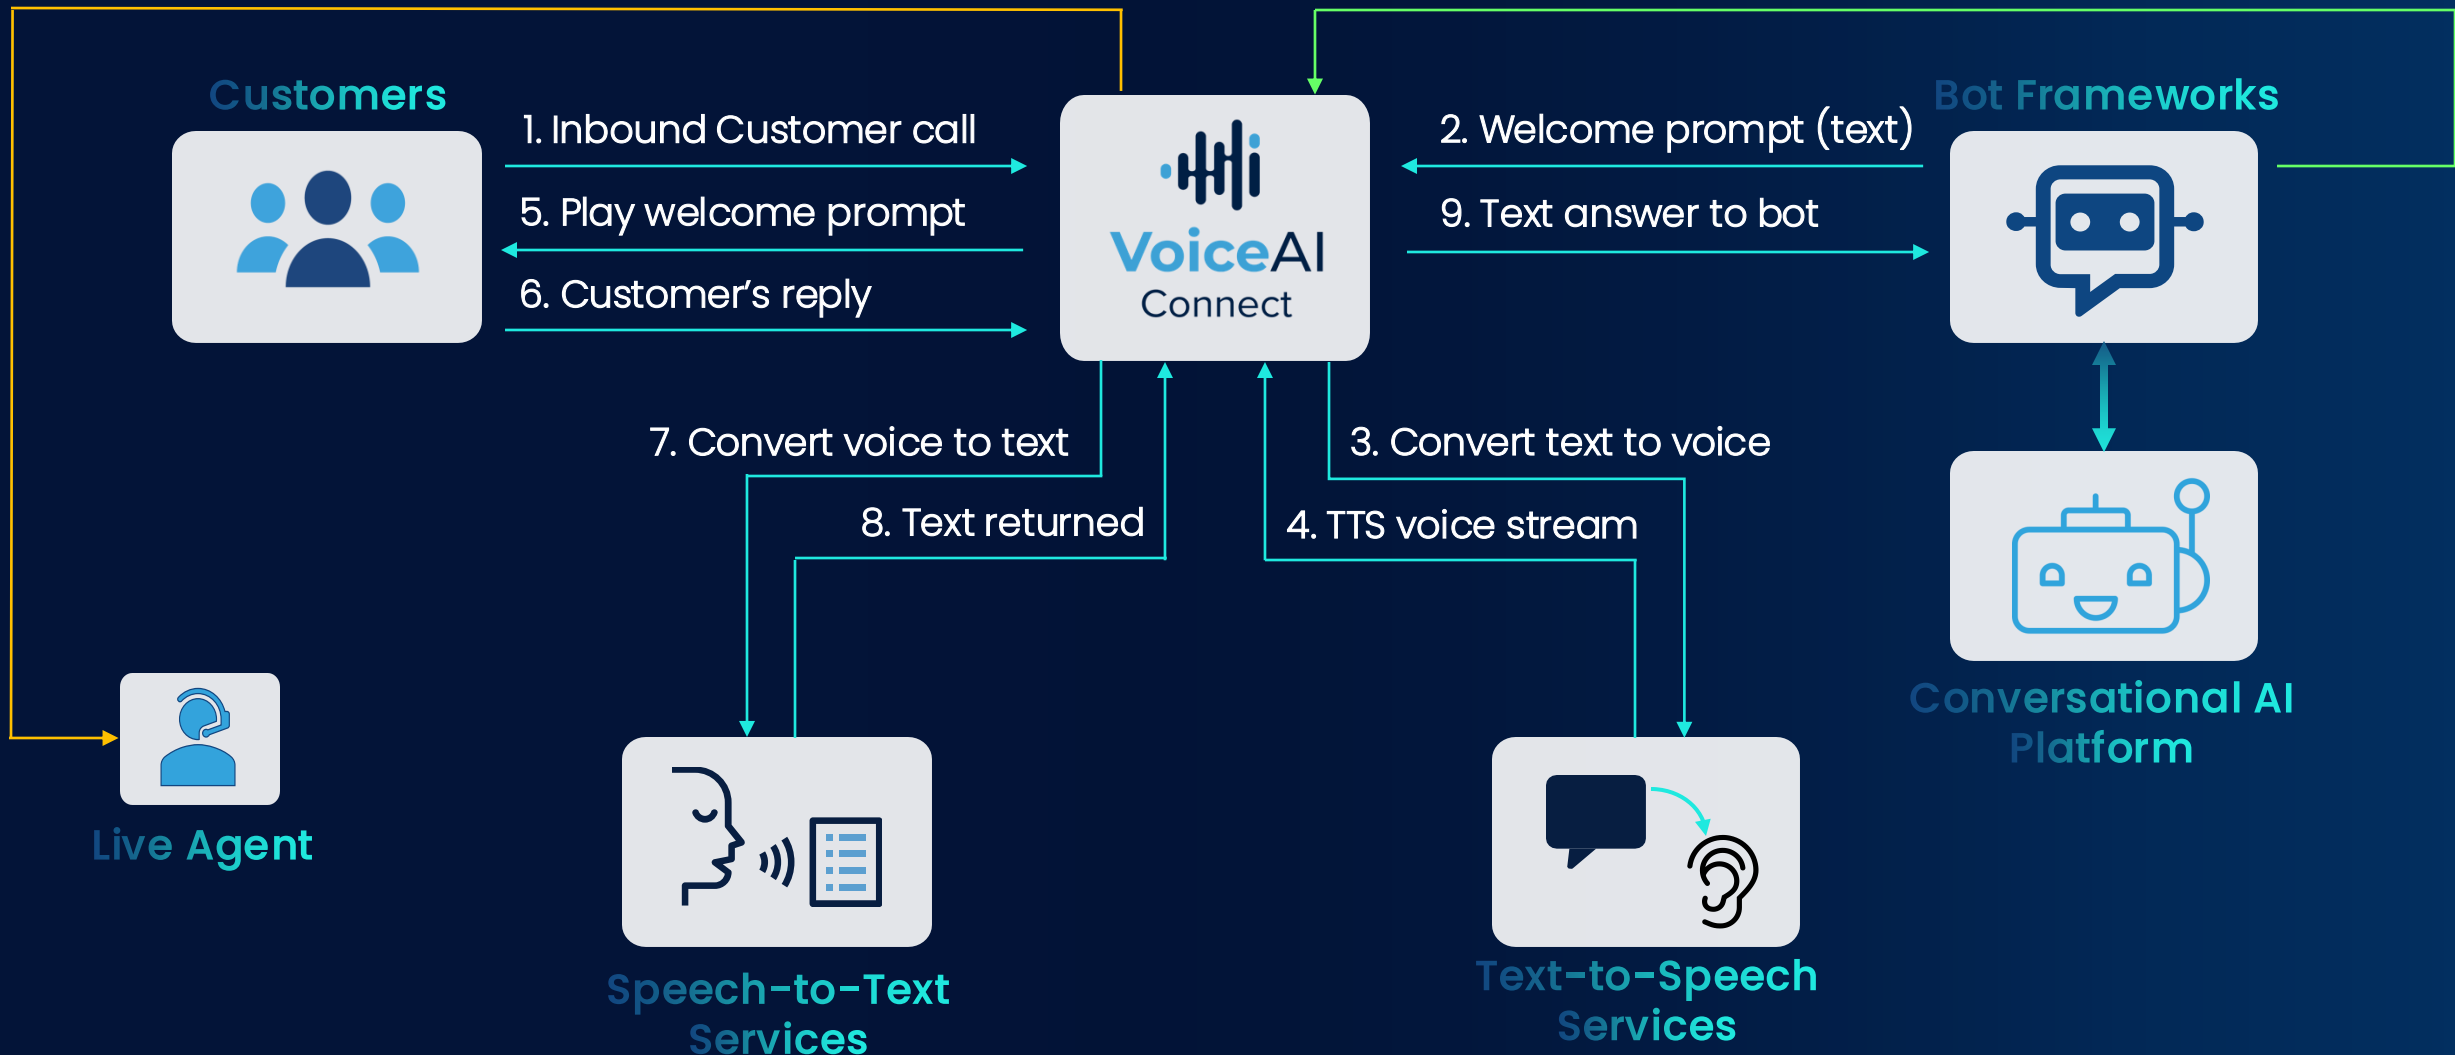 Customers
Bot Frameworks
1. Inbound Customer call
5. Play welcome prompt
6. Customer’s reply
VoiceAI
Connect
2. Welcome prompt (text)
9. Text answer to bot
7. Convert voice to text
8. Text returned
3. Convert text to voice
4. TTS voice stream
Conversational AI
Platform
Live Agent
Speech-to-Text
Services
Text-to-Speech
Services